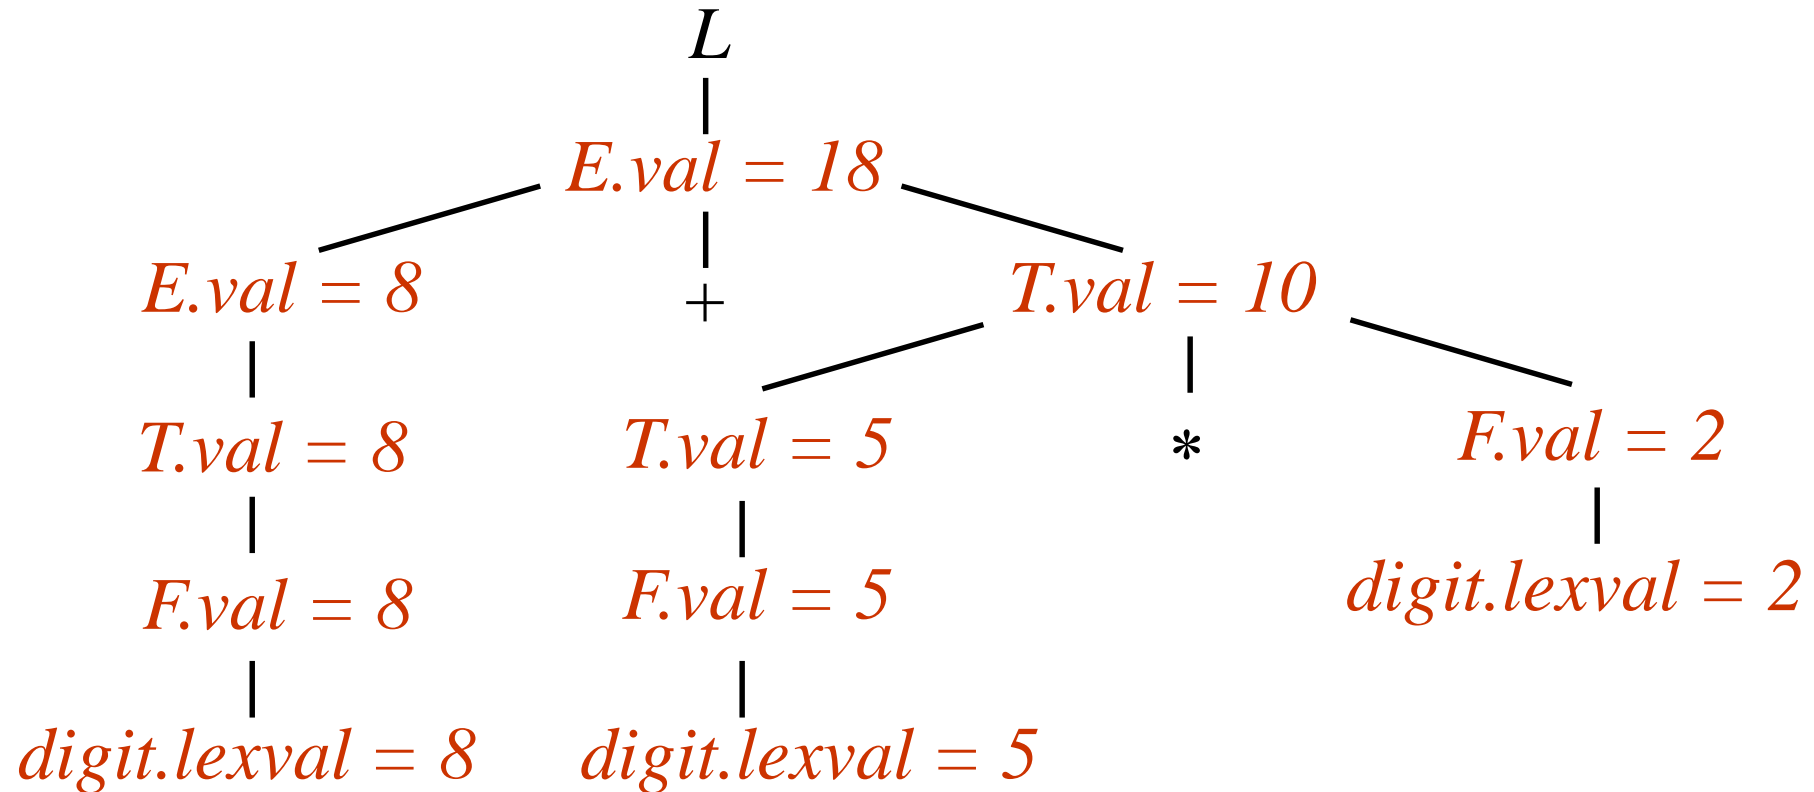 L
E.val = 18
E.val = 8 + T.val = 10
T.val = 8 T.val = 5 * F.val = 2
F.val = 8 F.val = 5 digit.lexval = 2
digit.lexval = 8 digit.lexval = 5